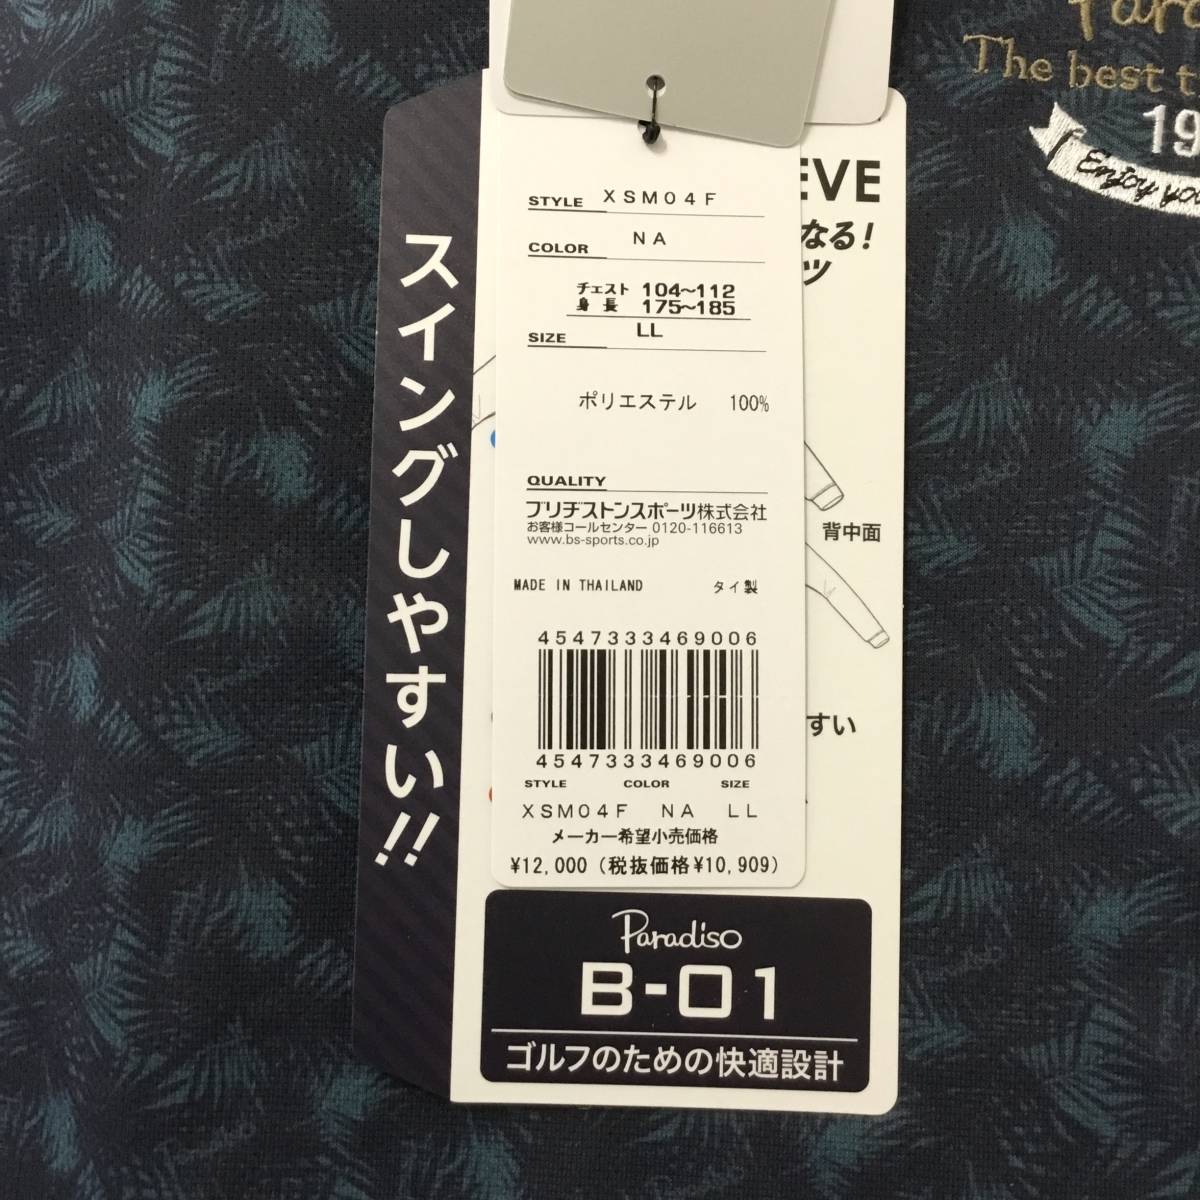 The best t
19
Enjoy you
EVE
なる!
ツ
スイングしやすい!!
STYLE XSM04F
COLOR NA
チェスト 104~112
身長 175~185
SIZE LL
ポリエステル 100%
QUALITY
ブリヂストンスポーツ株式会社
お客様コールセンター 0120-116613
www.bs-sports.co.jp
MADE IN THAILAND タイ製
4547333469006
4547333469006
STYLE COLOR SIZE
XSM04F NA LL
メーカー希望小売価格
¥12,000 (税抜価格¥10,909)
背中面
すい
Paradiso
B-01
ゴルフのための快適設計